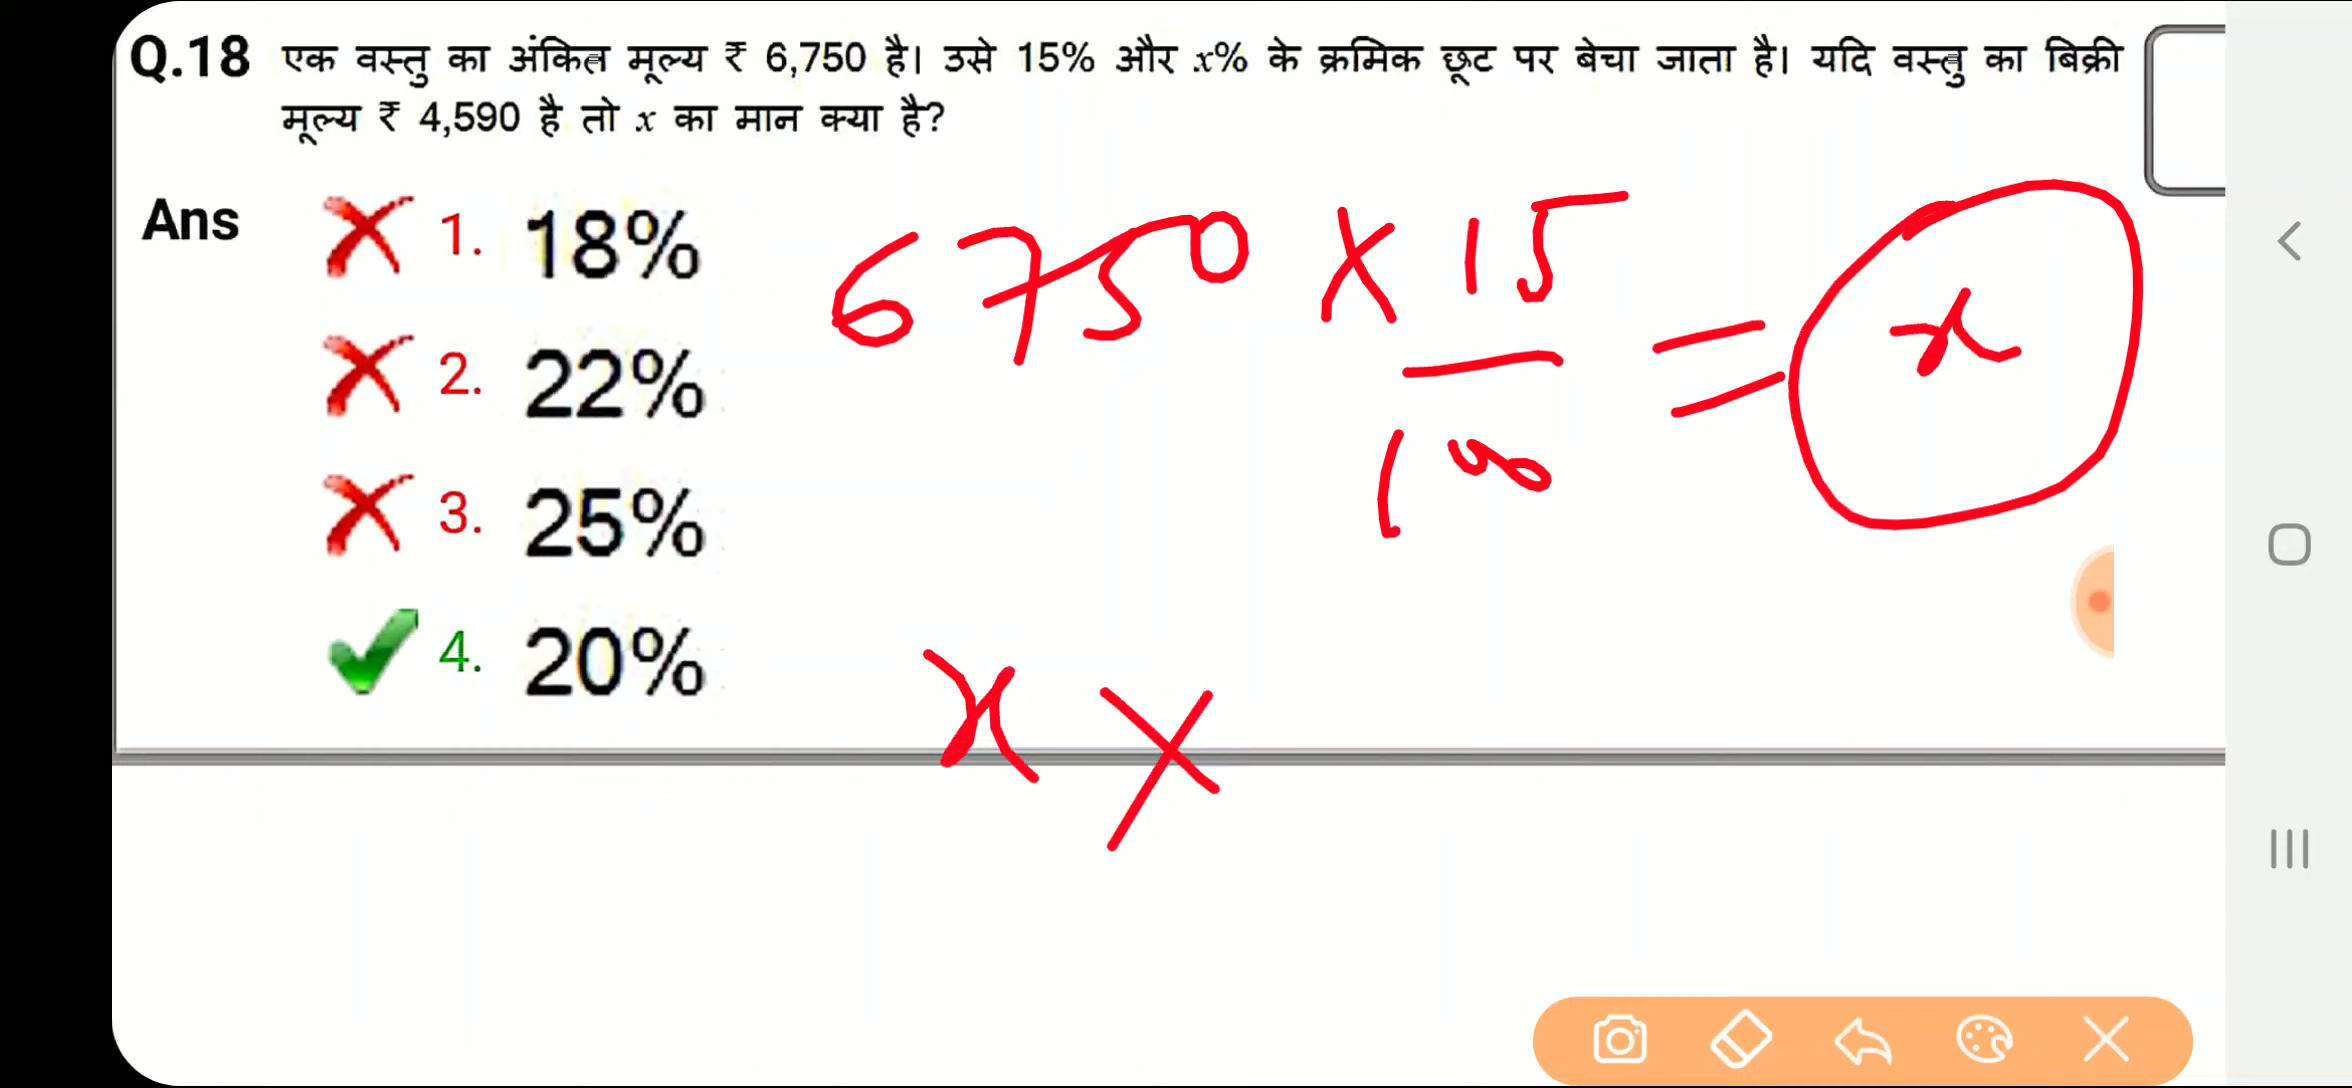 Q.18 एक वस्तु का अंकित मूल्य ₹ 6,750 है। उसे 15% और x% के क्रमिक छूट पर बेचा जाता है। यदि वस्तु का बिक्री
मूल्य ₹ 4,590 है तो x का मान क्या है?
Ans 1. 18%
2. 22%
3. 25%
4. 20%
6750 × 15
100
= x
x ×